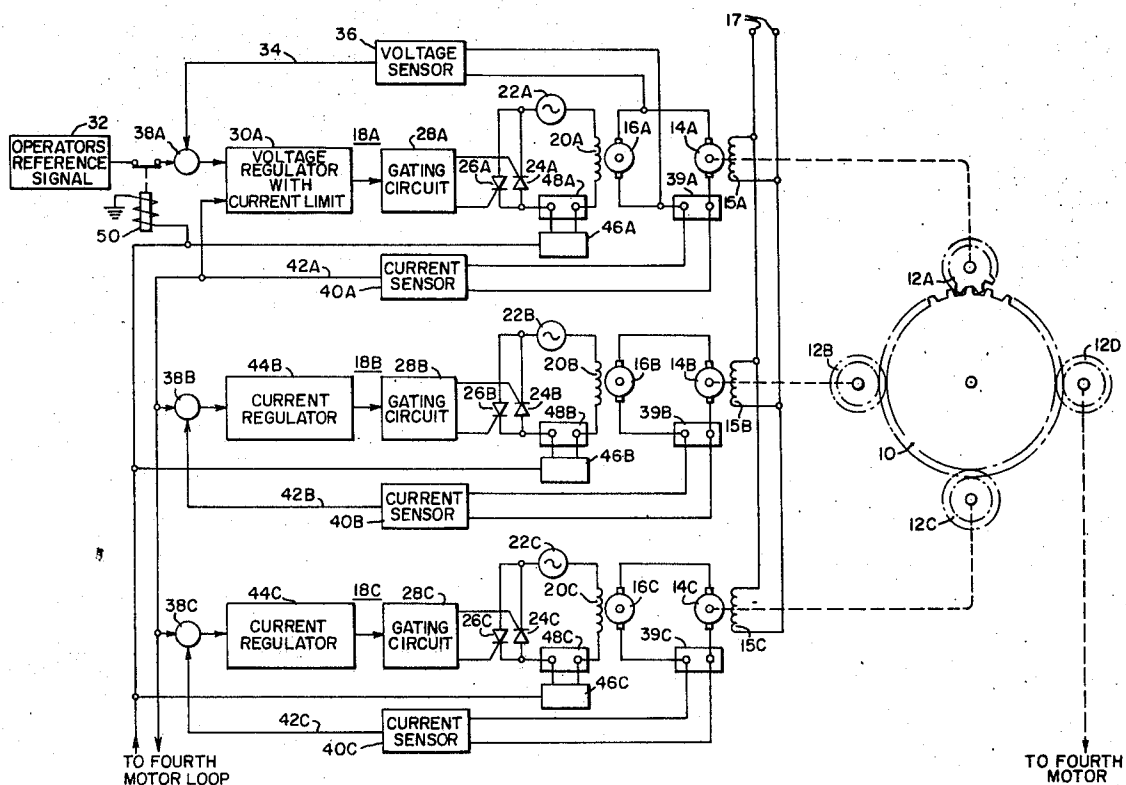 17
36
34
VOLTAGE
SENSOR
22A
32
38A
30A
18A
28A
20A
16A
14A
OPERATORS
REFERENCE
SIGNAL
VOLTAGE
REGULATOR
WITH
CURRENT LIMIT
GATING
CIRCUIT
26A
24A
48A
39A
15A
50
46A
42A
CURRENT
SENSOR
40A
12A
22B
44B
18B
28B
20B
16B
14B
12B
12D
38B
CURRENT
REGULATOR
GATING
CIRCUIT
26B
24B
48B
39B
15B
10
46B
42B
CURRENT
SENSOR
40B
12C
22C
44C
18C
28C
20C
16C
14C
38C
CURRENT
REGULATOR
GATING
CIRCUIT
26C
24C
48C
39C
15C
46C
42C
CURRENT
SENSOR
40C
TO FOURTH
MOTOR LOOP
TO FOURTH
MOTOR